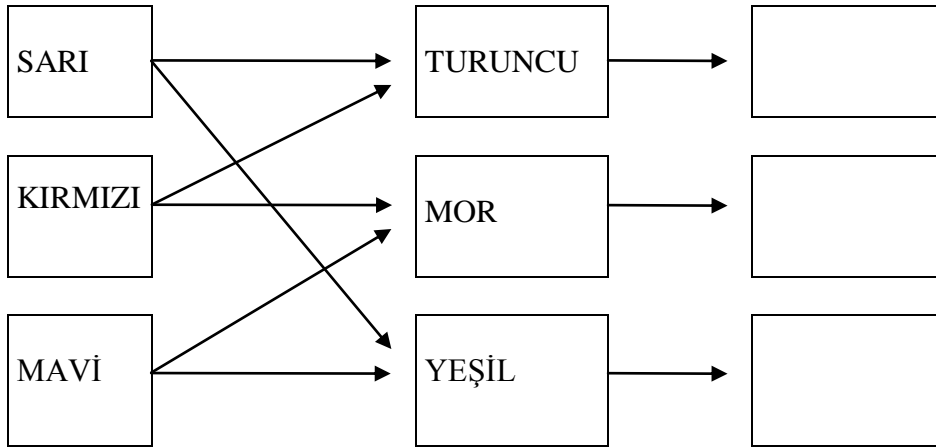 SARI
TURUNCU
KIRMIZI
MOR
MAVİ
YEŞİL